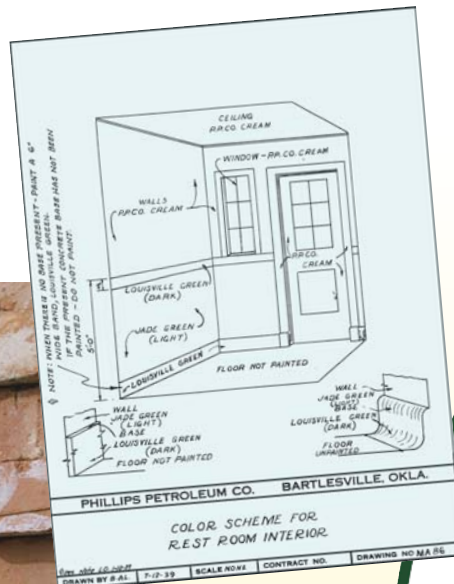 CEILING
P.P.CO. CREAM
WINDOW - P.P.CO. CREAM
WALLS
P.P.CO. CREAM
P.P.CO.
CREAM
LOUISVILLE GREEN
(DARK)
JADE GREEN
(LIGHT)
LOUISVILLE GREEN
FLOOR NOT PAINTED
5'-0"
NOTE: WHEN THERE IS NO BASE PRESENT - PAINT A 6"
WIDE BAND, LOUISVILLE GREEN.
IF THE PRESENT CONCRETE BASE HAS NOT BEEN
PAINTED - DO NOT PAINT.
WALL
JADE GREEN
(LIGHT)
BASE
LOUISVILLE GREEN
(DARK)
FLOOR NOT PAINTED
WALL
JADE GREEN
(LIGHT)
BASE
LOUISVILLE GREEN
(DARK)
FLOOR
UNPAINTED
PHILLIPS PETROLEUM CO. BARTLESVILLE, OKLA.
COLOR SCHEME FOR
REST ROOM INTERIOR
DRAWN BY B.AL. 7-12-39 SCALE NONE CONTRACT NO. DRAWING NO MA 86